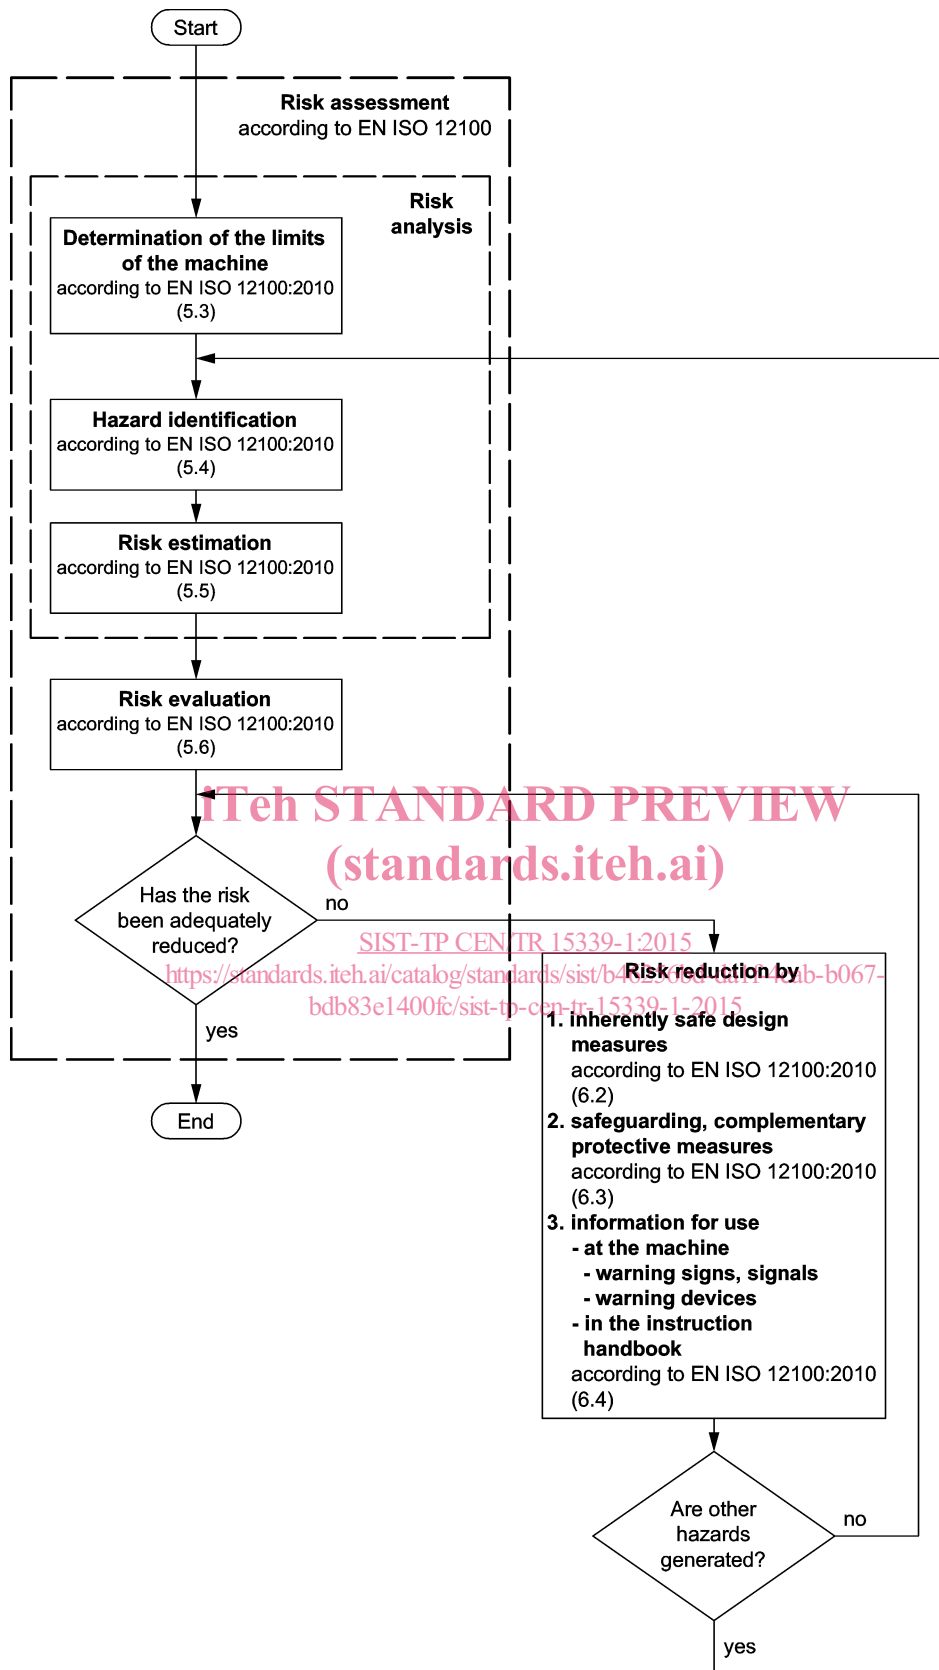 Start
Risk assessment
according to EN ISO 12100
Risk
analysis
Determination of the limits
of the machine
according to EN ISO 12100:2010
(5.3)
Hazard identification
according to EN ISO 12100:2010
(5.4)
Risk estimation
according to EN ISO 12100:2010
(5.5)
Risk evaluation
according to EN ISO 12100:2010
(5.6)
iTeh STANDARD PREVIEW
(standards.iteh.ai)
Has the risk
been adequately
reduced?
no
yes
End
SIST-TP CEN/TR 15339-1:2015
bdb83e1400fc/sist-tp-cen-tr-15339-1-2015
Risk reduction by
1. inherently safe design
measures
according to EN ISO 12100:2010
(6.2)
2. safeguarding, complementary
protective measures
according to EN ISO 12100:2010
(6.3)
3. information for use
- at the machine
- warning signs, signals
- warning devices
- in the instruction
handbook
according to EN ISO 12100:2010
(6.4)
Are other
hazards
generated?
no
yes